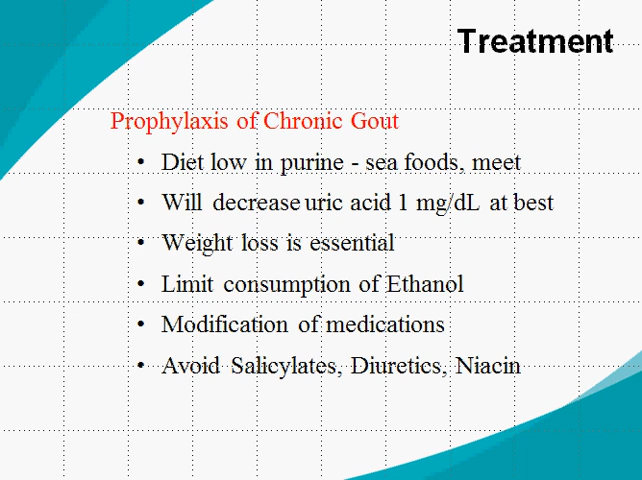 Treatment
Prophylaxis of Chronic Gout
• Diet low in purine - sea foods, meet
• Will decrease uric acid 1 mg/dL at best
• Weight loss is essential
• Limit consumption of Ethanol
• Modification of medications
• Avoid Salicylates, Diuretics, Niacin